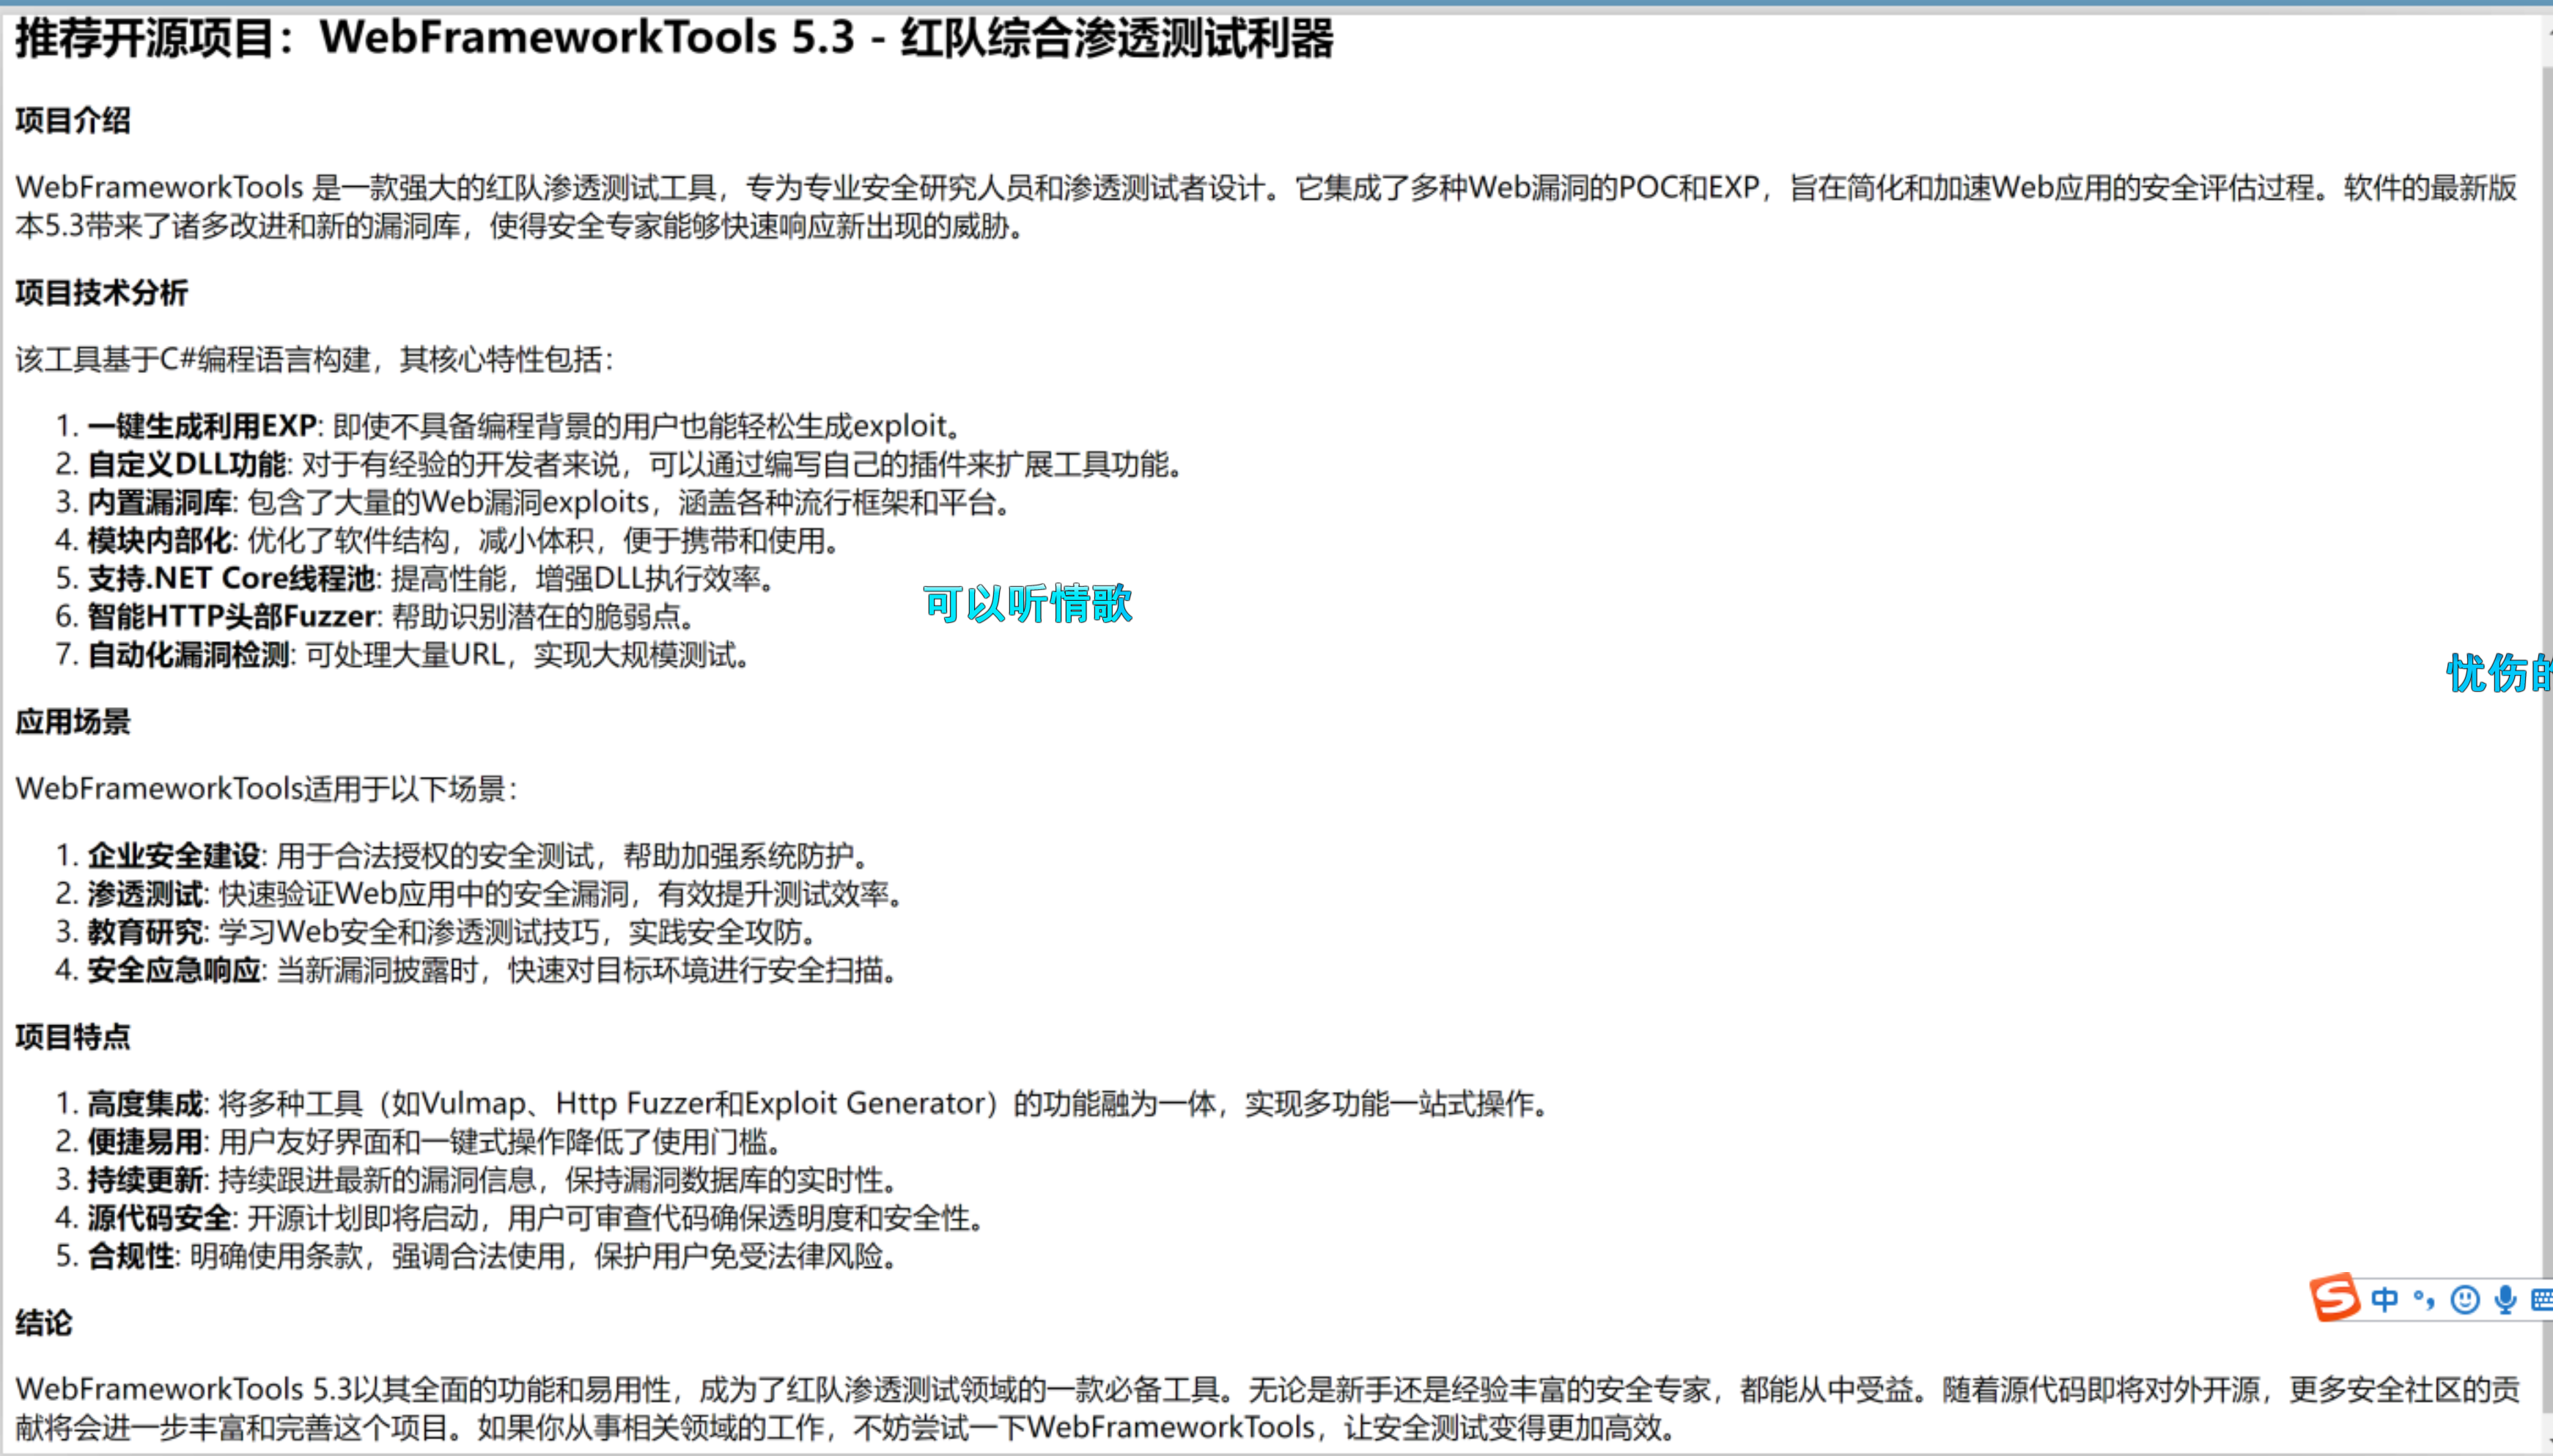 推荐开源项目：WebFrameworkTools 5.3 - 红队综合渗透测试利器
项目介绍
WebFrameworkTools 是一款强大的红队渗透测试工具，专为专业安全研究人员和渗透测试者设计。它集成了多种Web漏洞的POC和EXP，旨在简化和加速Web应用的安全评估过程。软件的最新版
本5.3带来了诸多改进和新的漏洞库，使得安全专家能够快速响应新出现的威胁。
项目技术分析
该工具基于C#编程语言构建，其核心特性包括：
1. 一键生成利用EXP: 即使不具备编程背景的用户也能轻松生成exploit。
2. 自定义DLL功能: 对于有经验的开发者来说，可以通过编写自己的插件来扩展工具功能。
3. 内置漏洞库: 包含了大量的Web漏洞exploits，涵盖各种流行框架和平台。
4. 模块内部化: 优化了软件结构，减小体积，便于携带和使用。
5. 支持.NET Core线程池: 提高性能，增强DLL执行效率。
可以听情歌
6. 智能HTTP头部Fuzzer: 帮助识别潜在的脆弱点。
7. 自动化漏洞检测: 可处理大量URL，实现大规模测试。
忧伤的
应用场景
WebFrameworkTools适用于以下场景：
1. 企业安全建设: 用于合法授权的安全测试，帮助加强系统防护。
2. 渗透测试: 快速验证Web应用中的安全漏洞，有效提升测试效率。
3. 教育研究: 学习Web安全和渗透测试技巧，实践安全攻防。
4. 安全应急响应: 当新漏洞披露时，快速对目标环境进行安全扫描。
项目特点
1. 高度集成: 将多种工具（如Vulmap、Http Fuzzer和Exploit Generator）的功能融为一体，实现多功能一站式操作。
2. 便捷易用: 用户友好界面和一键式操作降低了使用门槛。
3. 持续更新: 持续跟进最新的漏洞信息，保持漏洞数据库的实时性。
4. 源代码安全: 开源计划即将启动，用户可审查代码确保透明度和安全性。
5. 合规性: 明确使用条款，强调合法使用，保护用户免受法律风险。
中
结论
WebFrameworkTools 5.3以其全面的功能和易用性，成为了红队渗透测试领域的一款必备工具。无论是新手还是经验丰富的安全专家，都能从中受益。随着源代码即将对外开源，更多安全社区的贡
献将会进一步丰富和完善这个项目。如果你从事相关领域的工作，不妨尝试一下WebFrameworkTools，让安全测试变得更加高效。